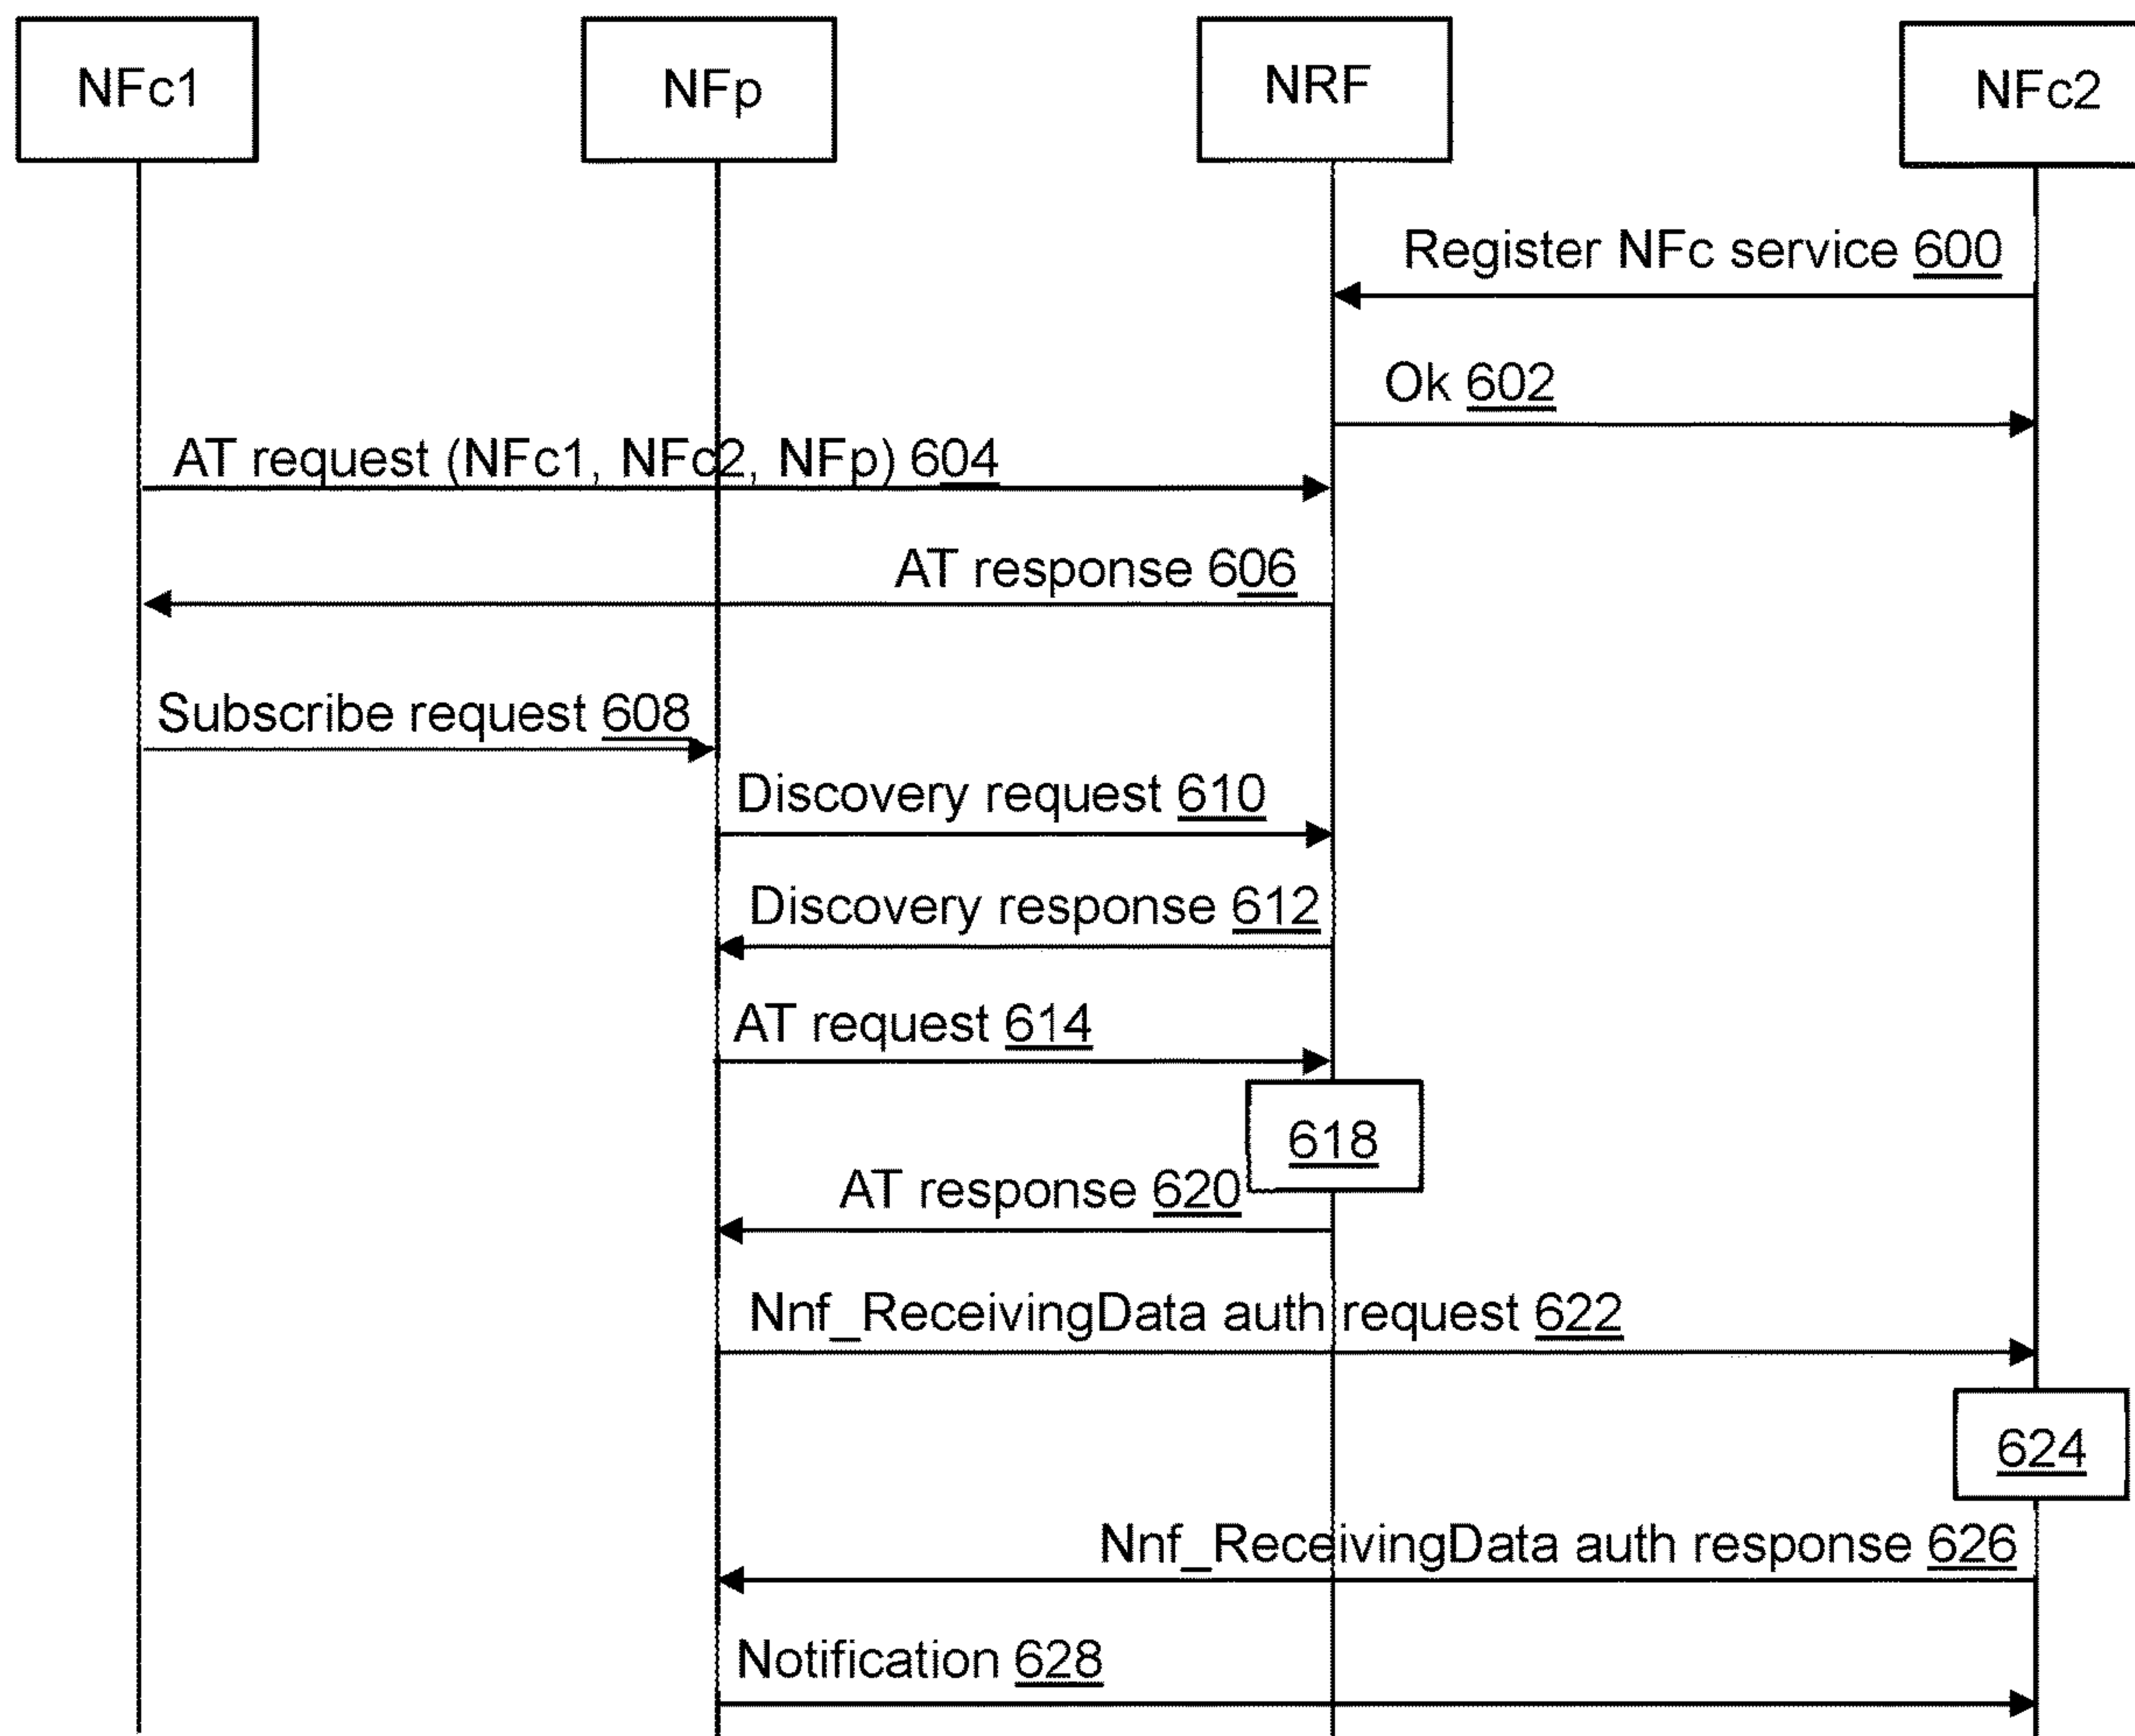 NFc1
NFp
NRF
NFc2
Register NFc service 600
Ok 602
AT request (NFc1, NFc2, NFp) 604
AT response 606
Subscribe request 608
Discovery request 610
Discovery response 612
AT request 614
618
AT response 620
Nnf_ReceivingData auth request 622
624
Nnf_ReceivingData auth response 626
Notification 628